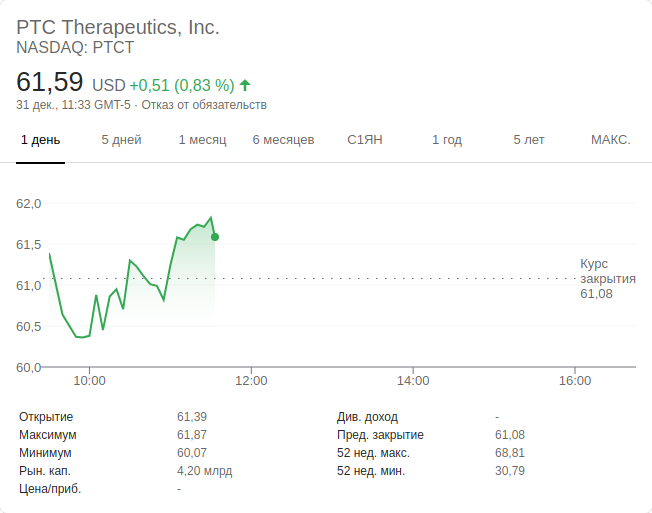 PTC Therapeutics, Inc.
NASDAQ: PTCT
61,59 USD +0,51 (0,83 %)
31 дек., 11:33 GMT-5 · Отказ от обязательств
1 день 5 дней 1 месяц 6 месяцев С1ЯН 1 год 5 лет МАКС.
62,0
61,5
61,0
60,5
60,0
Курс
закрытия
61,08
10:00 12:00 14:00 16:00
Открытие 61,39 Див. доход -
Максимум 61,87 Пред. закрытие 61,08
Минимум 60,07 52 нед. макс. 68,81
Рын. кап. 4,20 млрд 52 нед. мин. 30,79
Цена/приб. -